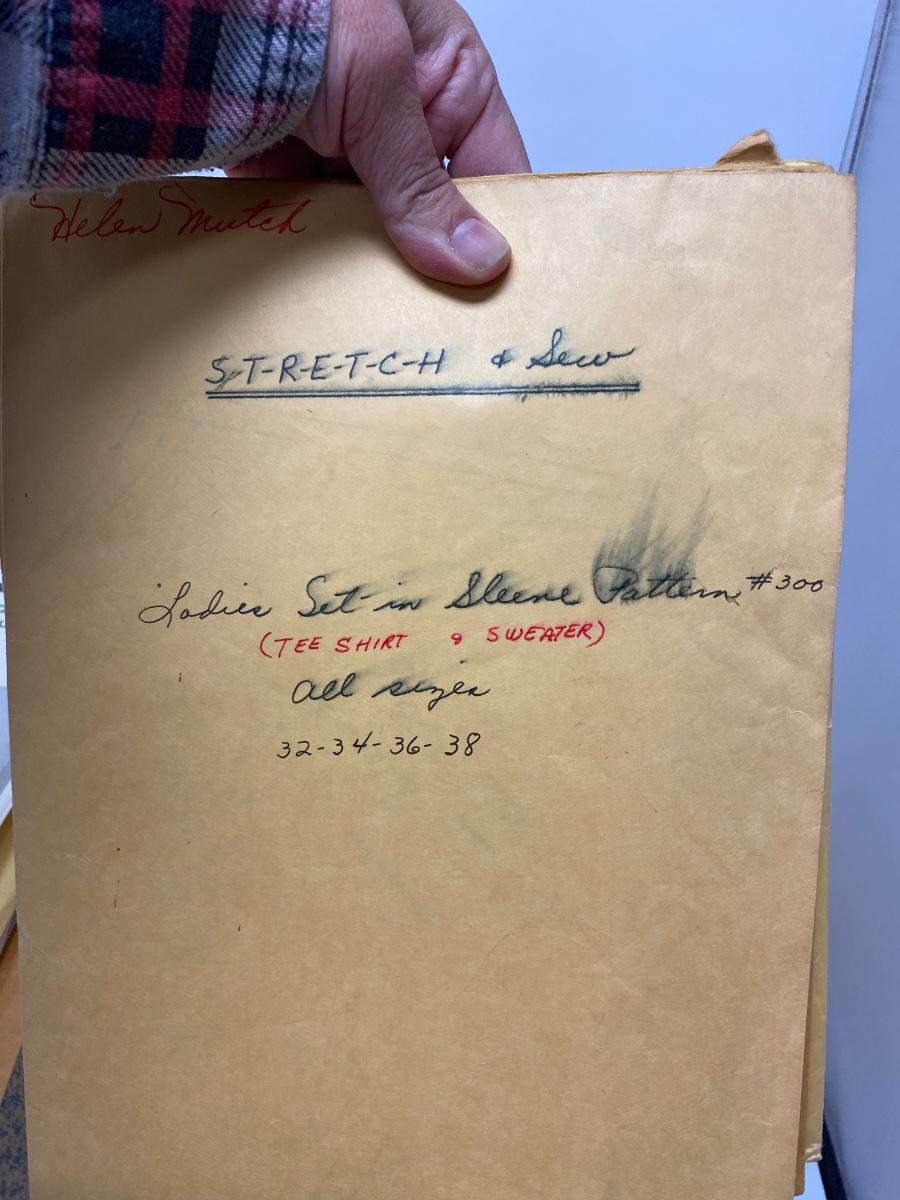 Helen Mutch
S-T-R-E-T-C-H & Sew
Ladies Set-in Sleeve Pattern #300
(TEE SHIRT & SWEATER)
All sizes
32-34-36-38